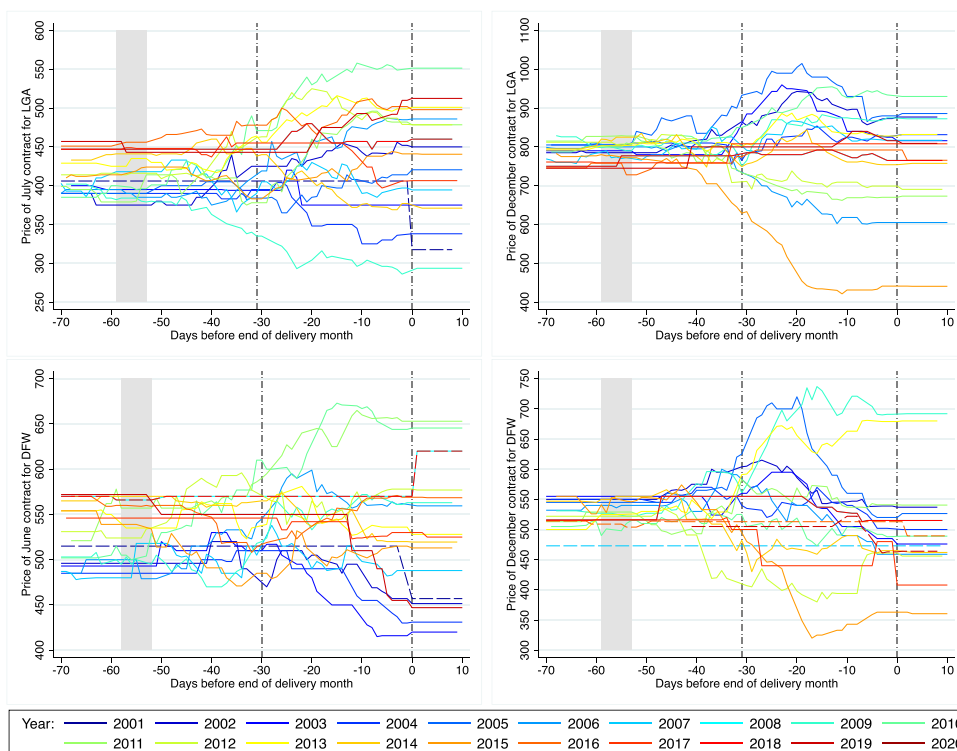 Price of July contract for LGA
600
550
500
450
400
350
300
250
-70 -60 -50 -40 -30 -20 -10 0 10
Days before end of delivery month
Price of December contract for LGA
1100
1000
900
800
700
600
500
400
-70 -60 -50 -40 -30 -20 -10 0 10
Days before end of delivery month
Price of June contract for DFW
700
650
600
550
500
450
400
-70 -60 -50 -40 -30 -20 -10 0 10
Days before end of delivery month
Price of December contract for DFW
750
700
650
600
550
500
450
400
350
300
-70 -60 -50 -40 -30 -20 -10 0 10
Days before end of delivery month
Year: 2001 2002 2003 2004 2005 2006 2007 2008 2009 2010
2011 2012 2013 2014 2015 2016 2017 2018 2019 2020